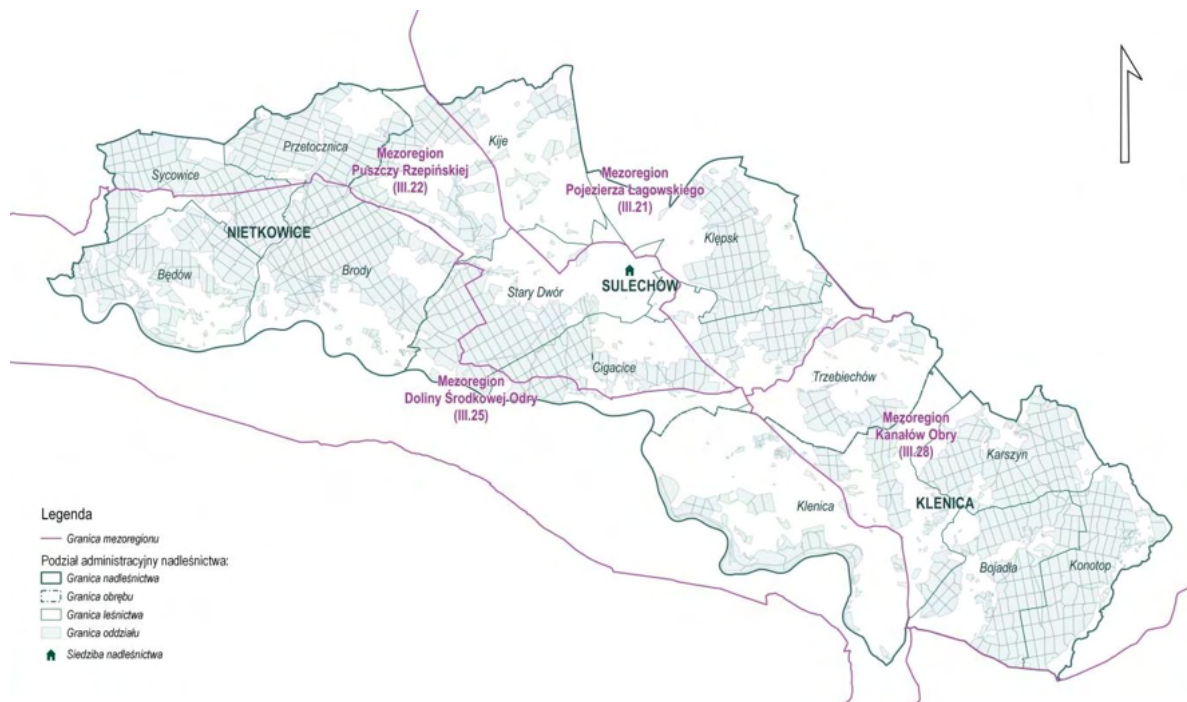 Kije
Przetocznica
Mezoregion
Puszczy Rzepińskiej
(III.22)
Sycowice
Mezoregion
Pojezierza Łagowskiego
(III.21)
NIETKOWICE
Klępsk
Będów
Brody
SULECHÓW
Stary Dwór
Cigacice
Trzebiechów
Mezoregion
Doliny Środkowej Odry
(III.25)
Mezoregion
Kanałów Obry
(III.28)
Karszyn
Klenica
KLENICA
Bojadła
Konotop
Legenda
Granica mezoregionu
Podział administracyjny nadleśnictwa:
Granica nadleśnictwa
Granica obrębu
Granica leśnictwa
Granica oddziału
Siedziba nadleśnictwa